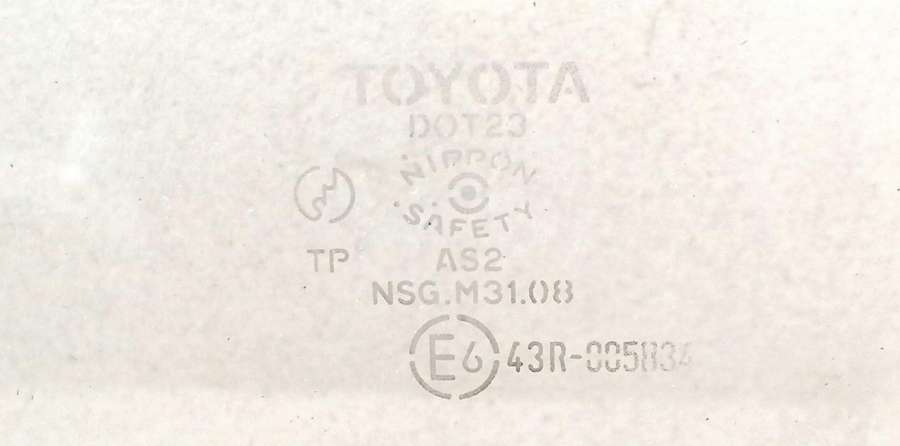 TOYOTA
DOT23
NIPPON
SAFETY
TP AS2
NSG.M31.08
E6 43R-005834